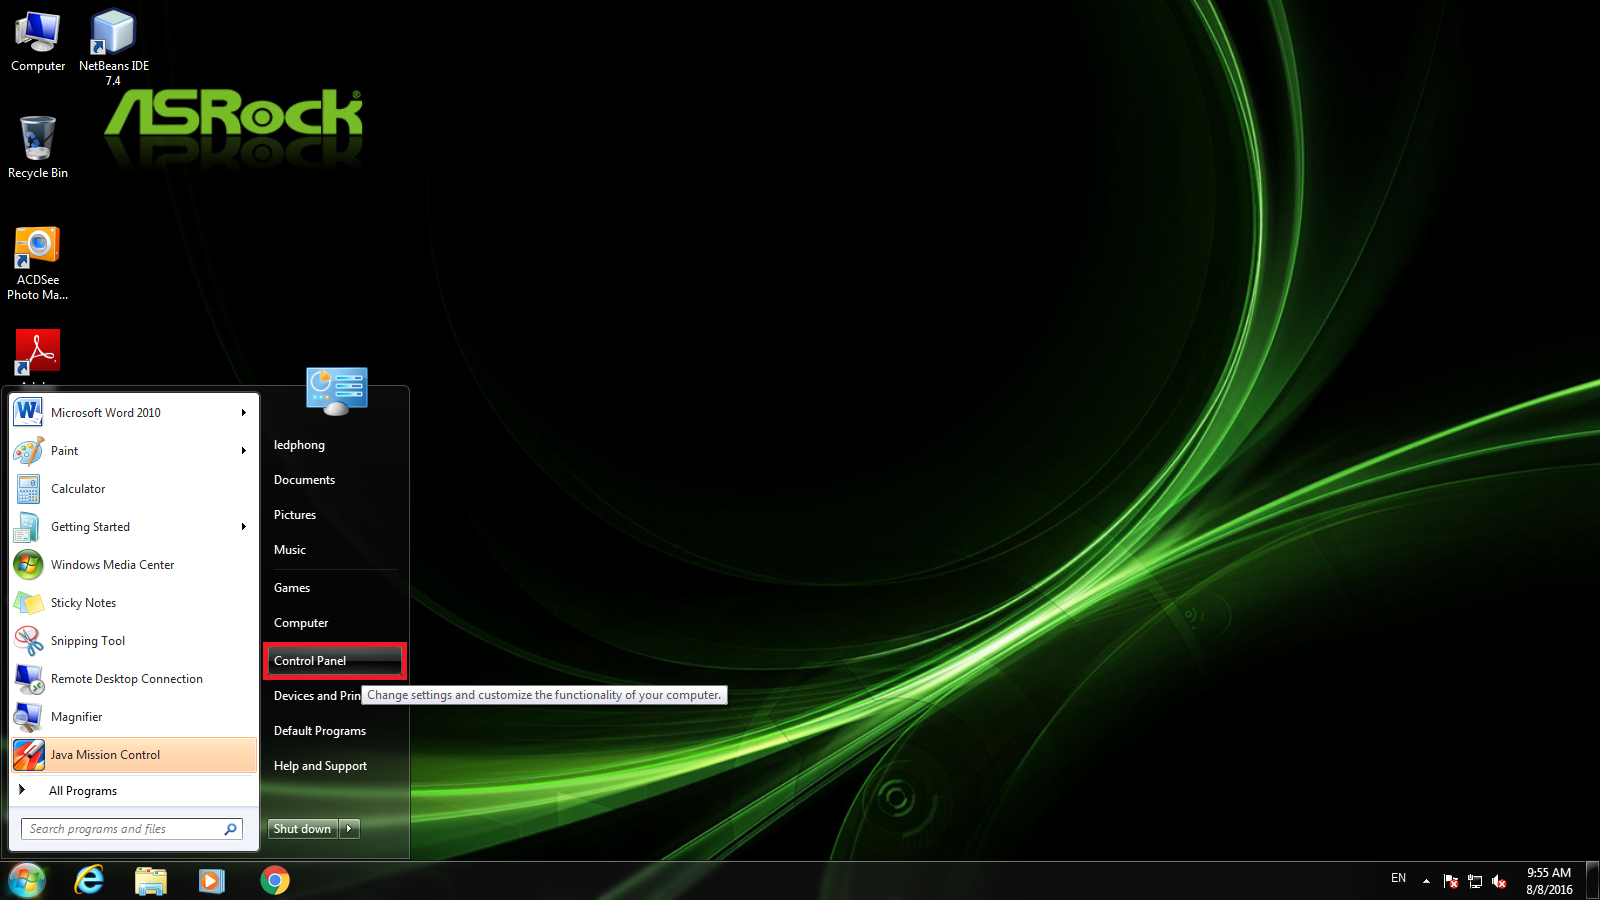 Computer
NetBeans IDE
7.4
ASRock®
Recycle Bin
ACDSee
Photo Ma...
Microsoft Word 2010
Paint
Calculator
Getting Started
Windows Media Center
Sticky Notes
Snipping Tool
Remote Desktop Connection
Magnifier
Java Mission Control
All Programs
Search programs and files
ledphong
Documents
Pictures
Music
Games
Computer
Control Panel
Devices and Prin
Change settings and customize the functionality of your computer.
Default Programs
Help and Support
Shut down
EN
9:55 AM
8/8/2016